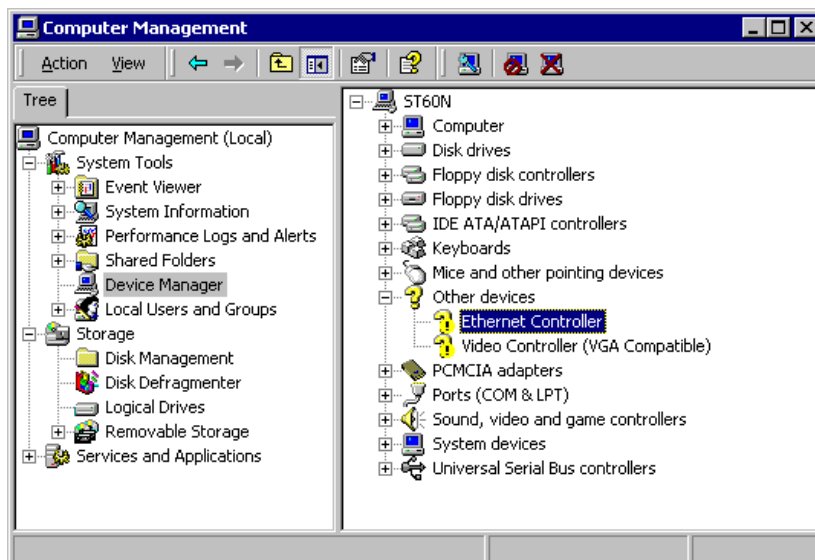 Computer Management
Action View
Tree
Computer Management (Local)
System Tools
Event Viewer
System Information
Performance Logs and Alerts
Shared Folders
Device Manager
Local Users and Groups
Storage
Disk Management
Disk Defragmenter
Logical Drives
Removable Storage
Services and Applications
ST60N
Computer
Disk drives
Floppy disk controllers
Floppy disk drives
IDE ATA/ATAPI controllers
Keyboards
Mice and other pointing devices
Other devices
Ethernet Controller
Video Controller (VGA Compatible)
PCMCIA adapters
Ports (COM & LPT)
Sound, video and game controllers
System devices
Universal Serial Bus controllers